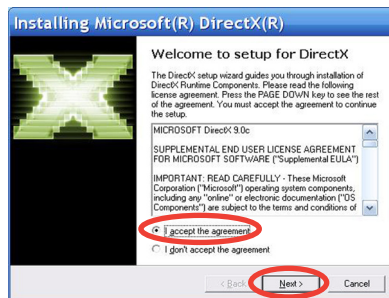 Installing Microsoft(R) DirectX(R)
Welcome to setup for DirectX
The DirectX setup wizard guides you through installation of
DirectX Runtime Components. Please read the following
license agreement. Press the PAGE DOWN key to see the rest
of the agreement. You must accept the agreement to continue
the setup.
MICROSOFT DirectX 9.0c
SUPPLEMENTAL END USER LICENSE AGREEMENT
FOR MICROSOFT SOFTWARE ("Supplemental EULA")
IMPORTANT: READ CAREFULLY - These Microsoft
Corporation ("Microsoft") operating system components,
including any "online" or electronic documentation ("OS
Components") are subject to the terms and conditions of
I accept the agreement
I don't accept the agreement
< Back
Next >
Cancel